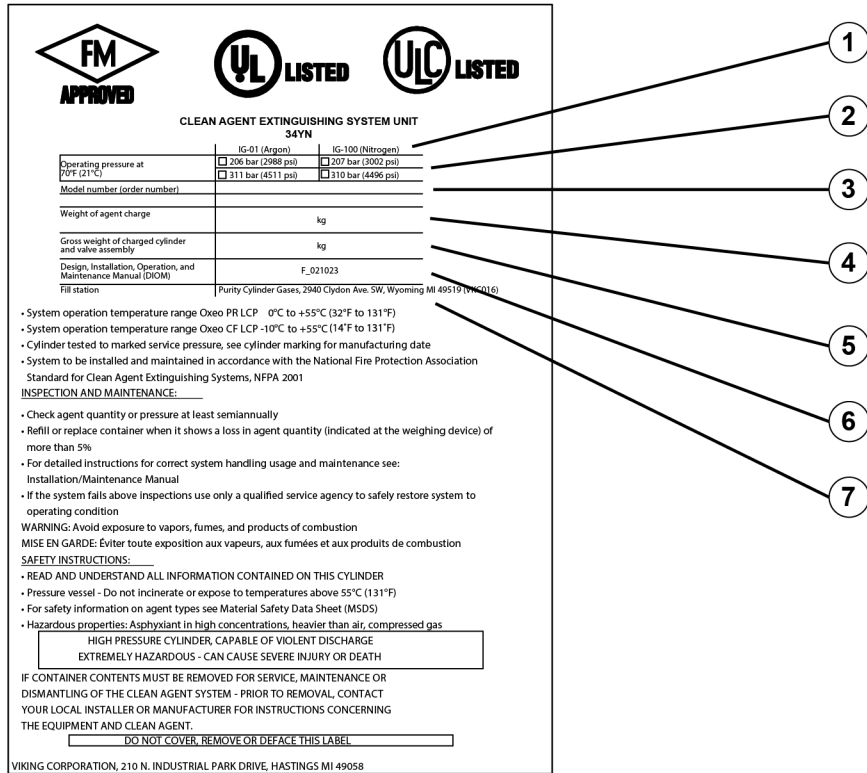 FM
APPROVED
UL LISTED
ULC LISTED
CLEAN AGENT EXTINGUISHING SYSTEM UNIT
34YN
IG-01 (Argon) IG-100 (Nitrogen)
Operating pressure at
70°F (21°C)
206 bar (2988 psi) 207 bar (3002 psi)
311 bar (4511 psi) 310 bar (4496 psi)
Model number (order number)
Weight of agent charge
kg
Gross weight of charged cylinder
and valve assembly
kg
Design, Installation, Operation, and
Maintenance Manual (DIOM)
F_021023
Fill station Purity Cylinder Gases, 2940 Clydon Ave. SW, Wyoming MI 49519 (VKC016)
• System operation temperature range Oxeo PR LCP 0°C to +55°C (32°F to 131°F)
• System operation temperature range Oxeo CF LCP -10°C to +55°C (14°F to 131°F)
• Cylinder tested to marked service pressure, see cylinder marking for manufacturing date
• System to be installed and maintained in accordance with the National Fire Protection Association
Standard for Clean Agent Extinguishing Systems, NFPA 2001
INSPECTION AND MAINTENANCE:
• Check agent quantity or pressure at least semiannually
• Refill or replace container when it shows a loss in agent quantity (indicated at the weighing device) of
more than 5%
• For detailed instructions for correct system handling usage and maintenance see:
Installation/Maintenance Manual
• If the system fails above inspections use only a qualified service agency to safely restore system to
operating condition
WARNING: Avoid exposure to vapors, fumes, and products of combustion
MISE EN GARDE: Éviter toute exposition aux vapeurs, aux fumées et aux produits de combustion
SAFETY INSTRUCTIONS:
• READ AND UNDERSTAND ALL INFORMATION CONTAINED ON THIS CYLINDER
• Pressure vessel - Do not incinerate or expose to temperatures above 55°C (131°F)
• For safety information on agent types see Material Safety Data Sheet (MSDS)
• Hazardous properties: Asphyxiant in high concentrations, heavier than air, compressed gas
HIGH PRESSURE CYLINDER, CAPABLE OF VIOLENT DISCHARGE
EXTREMELY HAZARDOUS - CAN CAUSE SEVERE INJURY OR DEATH
IF CONTAINER CONTENTS MUST BE REMOVED FOR SERVICE, MAINTENANCE OR
DISMANTLING OF THE CLEAN AGENT SYSTEM - PRIOR TO REMOVAL, CONTACT
YOUR LOCAL INSTALLER OR MANUFACTURER FOR INSTRUCTIONS CONCERNING
THE EQUIPMENT AND CLEAN AGENT.
DO NOT COVER, REMOVE OR DEFACE THIS LABEL
VIKING CORPORATION, 210 N. INDUSTRIAL PARK DRIVE, HASTINGS MI 49058
1
2
3
4
5
6
7